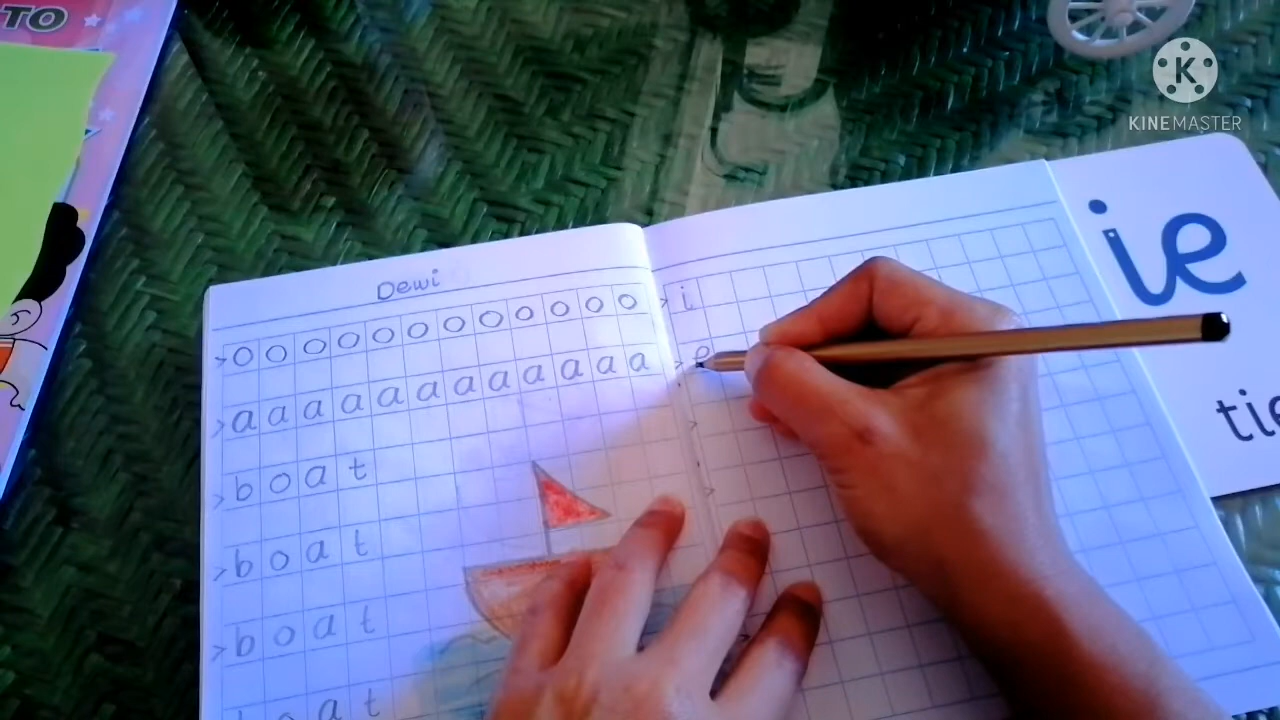 TO
KINEMASTER
Dewi
o o o o o o o o o o o o
a a a a a a a a a a a a
b o a t
b o a t
b o a t
b o a t
i
e
ie
tie